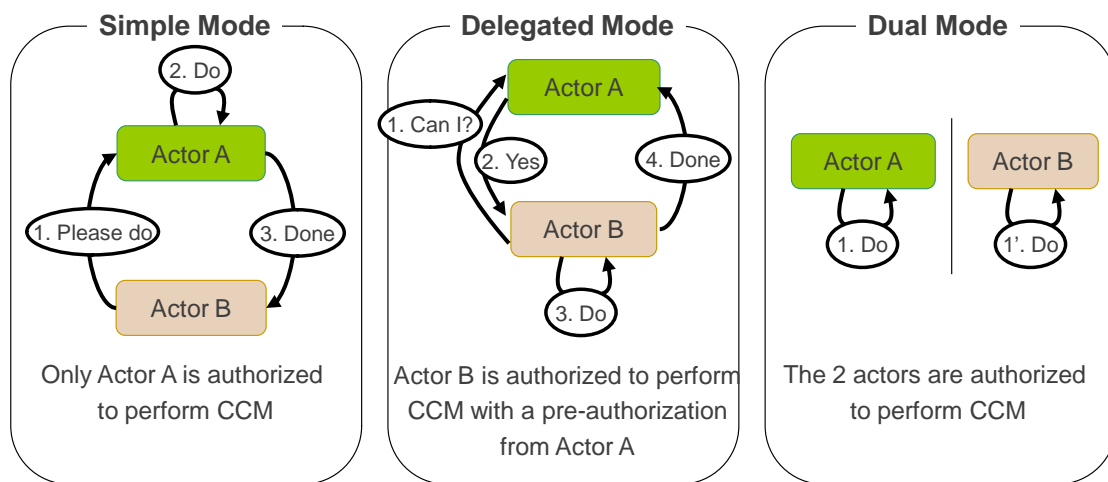 Simple Mode
2. Do
Actor A
1. Please do
3. Done
Actor B
Only Actor A is authorized
to perform CCM
Delegated Mode
Actor A
1. Can I?
2. Yes
4. Done
Actor B
3. Do
Actor B is authorized to perform
CCM with a pre-authorization
from Actor A
Dual Mode
Actor A
Actor B
1. Do
1’. Do
The 2 actors are authorized
to perform CCM